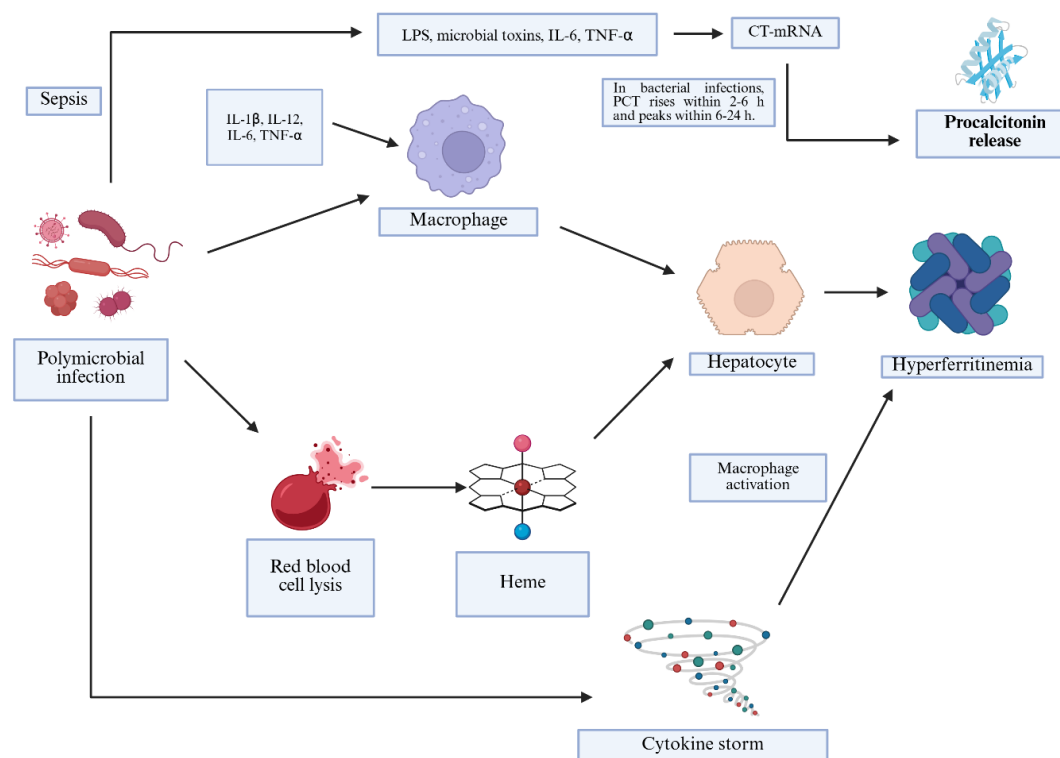 LPS, microbial toxins, IL-6, TNF-α
CT-mRNA
Sepsis
In bacterial infections,
PCT rises within 2-6 h
and peaks within 6-24 h.
IL-1β, IL-12,
IL-6, TNF-α
Procalcitonin
release
Macrophage
Polymicrobial
infection
Hepatocyte
Hyperferritinemia
Macrophage
activation
Red blood
cell lysis
Heme
Cytokine storm